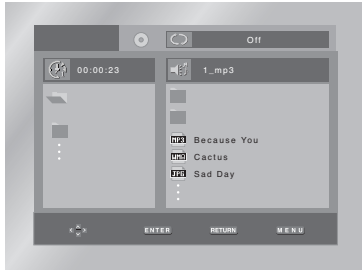 Off
00:00:23
1_mp3
MP3 Because You
WMA Cactus
JPG Sad Day
ENTER RETURN MENU